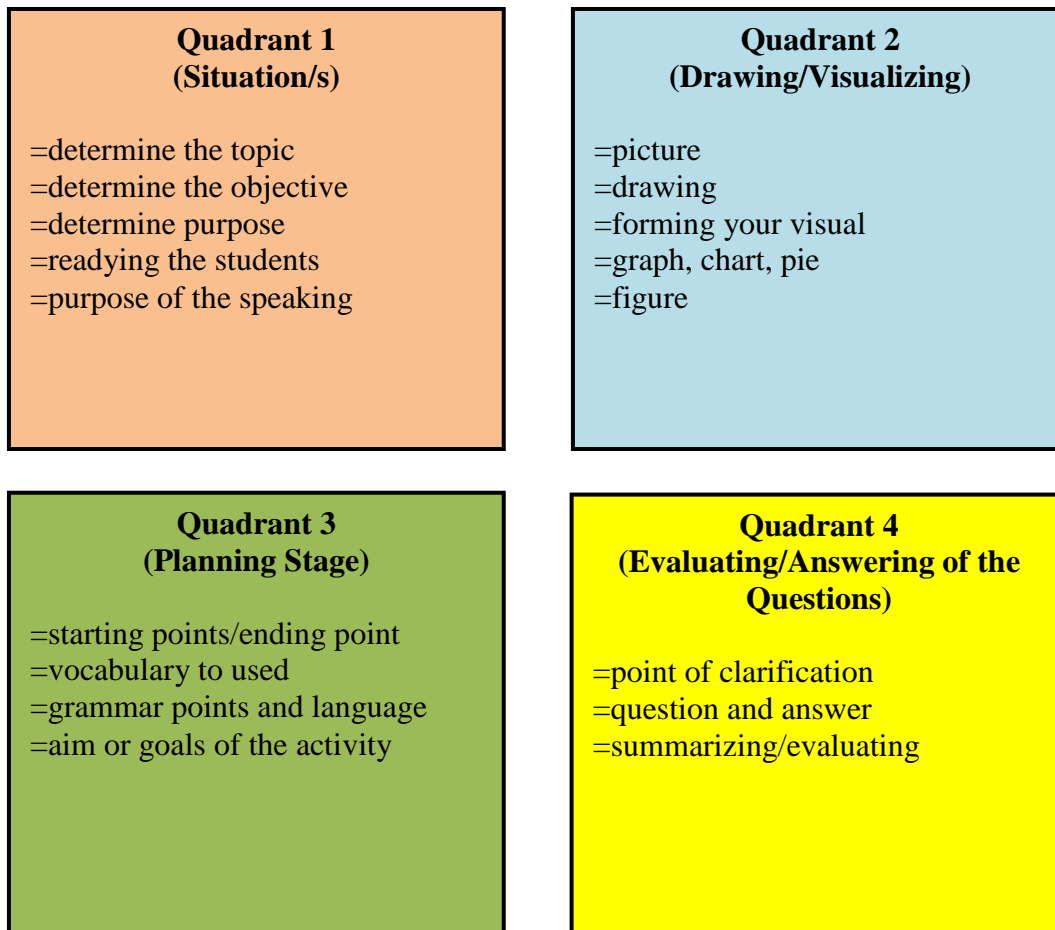 Quadrant 1
(Situation/s)
=determine the topic
=determine the objective
=determine purpose
=readying the students
=purpose of the speaking
Quadrant 2
(Drawing/Visualizing)
=picture
=drawing
=forming your visual
=graph, chart, pie
=figure
Quadrant 3
(Planning Stage)
=starting points/ending point
=vocabulary to used
=grammar points and language
=aim or goals of the activity
Quadrant 4
(Evaluating/Answering of the
Questions)
=point of clarification
=question and answer
=summarizing/evaluating